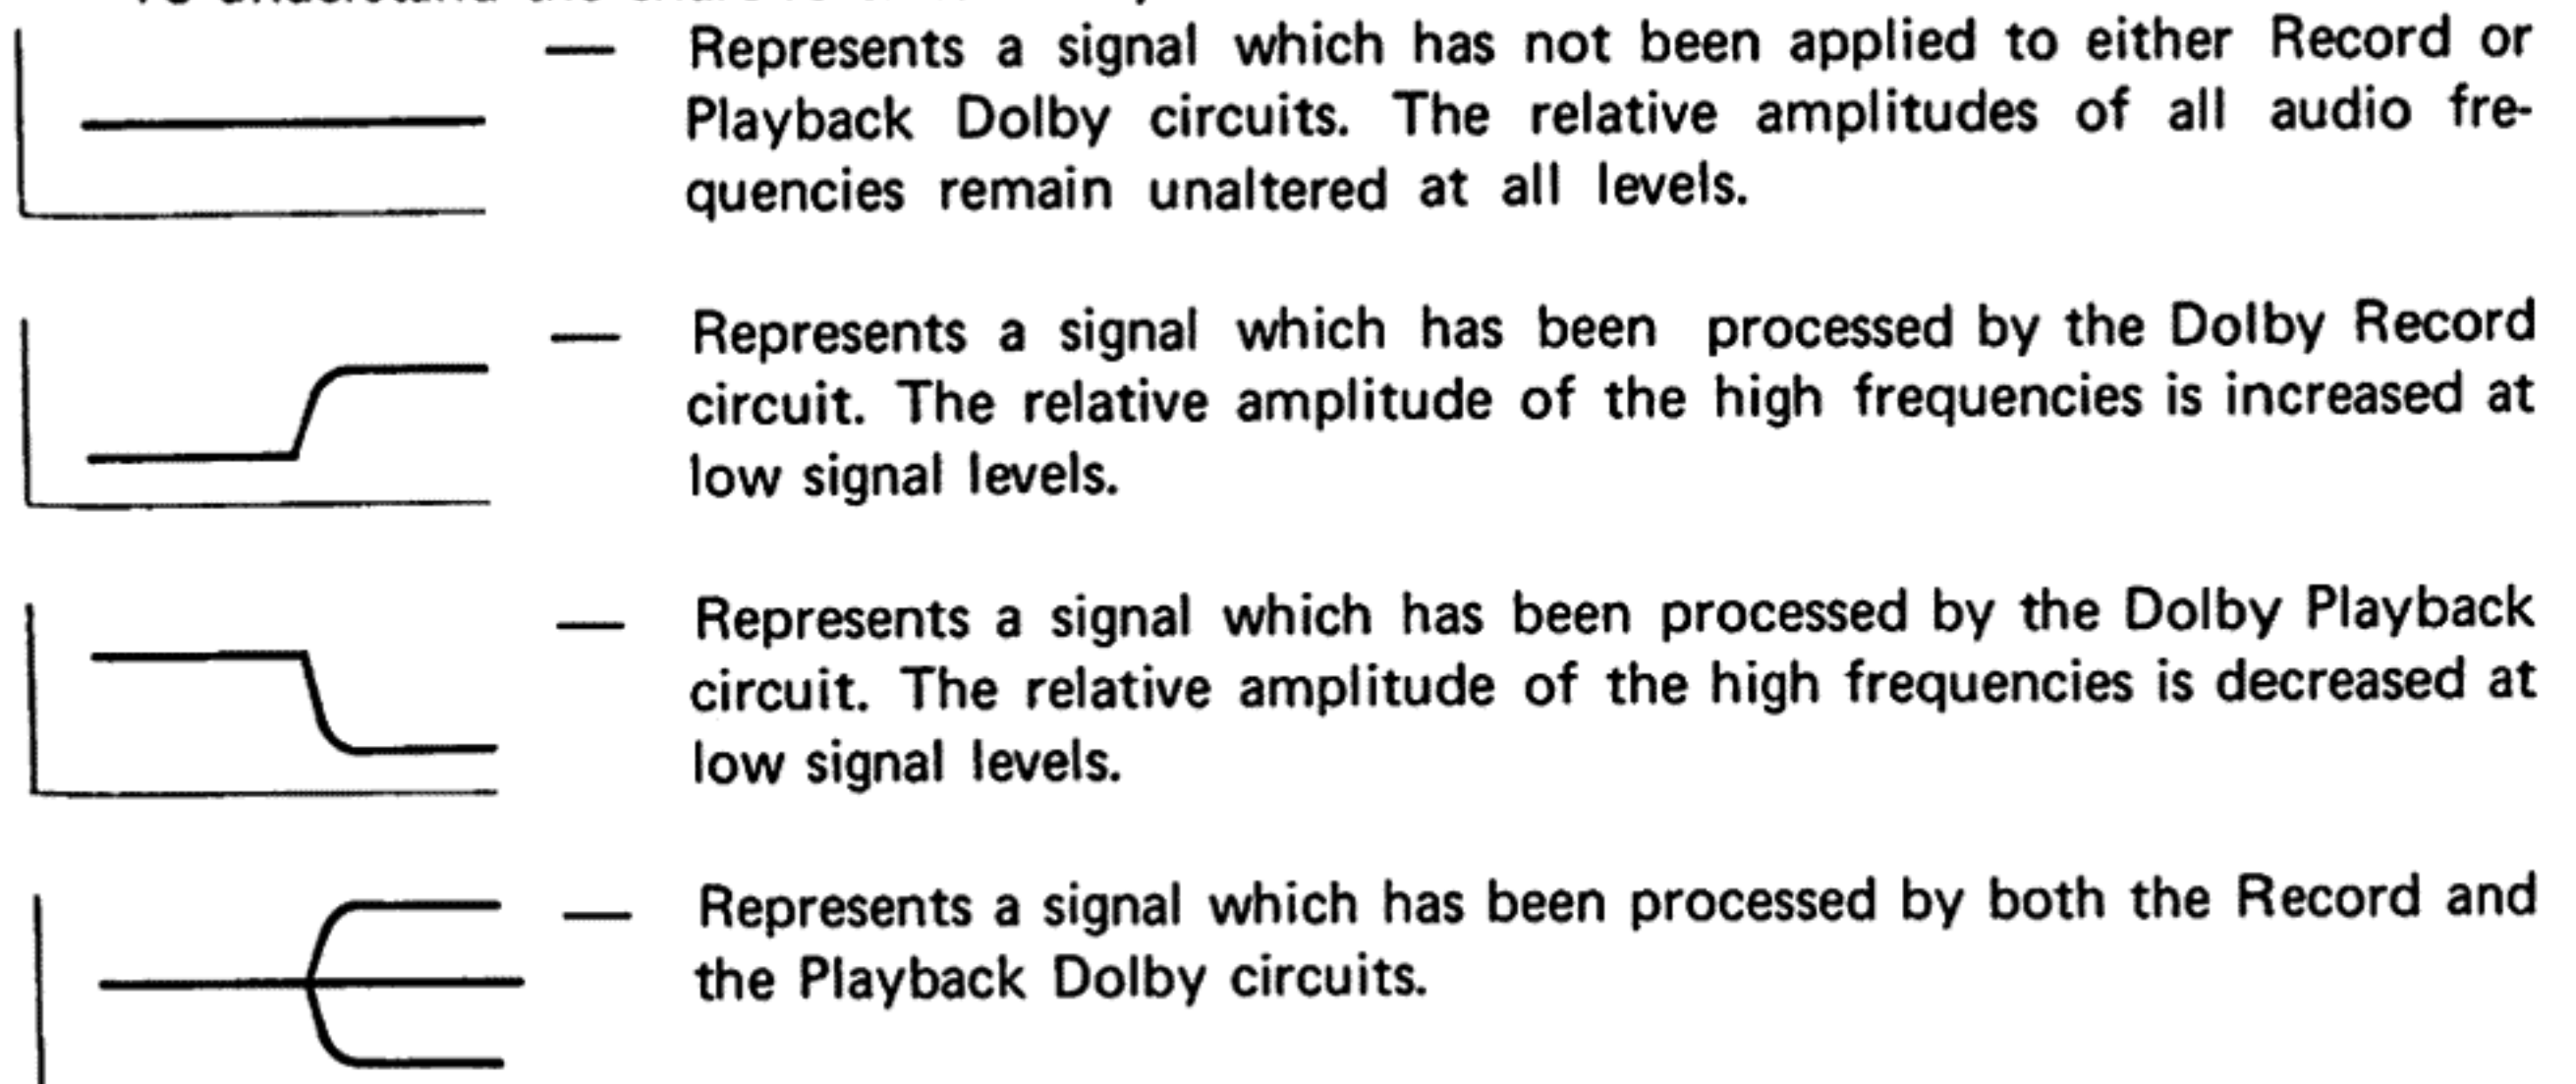 — Represents a signal which has not been applied to either Record or
Playback Dolby circuits. The relative amplitudes of all audio fre-
quencies remain unaltered at all levels.
— Represents a signal which has been processed by the Dolby Record
circuit. The relative amplitude of the high frequencies is increased at
low signal levels.
— Represents a signal which has been processed by the Dolby Playback
circuit. The relative amplitude of the high frequencies is decreased at
low signal levels.
— Represents a signal which has been processed by both the Record and
the Playback Dolby circuits.